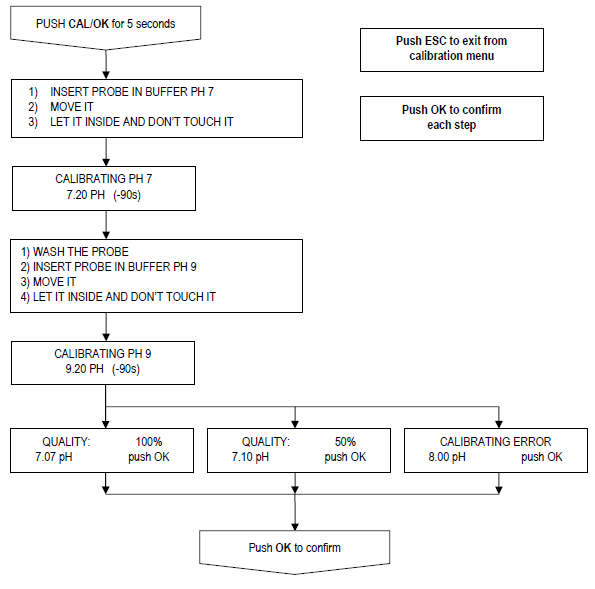 PUSH CAL/OK for 5 seconds
Push ESC to exit from
calibration menu
1) INSERT PROBE IN BUFFER PH 7
2) MOVE IT
3) LET IT INSIDE AND DON'T TOUCH IT
Push OK to confirm
each step
CALIBRATING PH 7
7.20 PH (-90s)
1) WASH THE PROBE
2) INSERT PROBE IN BUFFER PH 9
3) MOVE IT
4) LET IT INSIDE AND DON'T TOUCH IT
CALIBRATING PH 9
9.20 PH (-90s)
QUALITY: 100%
7.07 pH push OK
QUALITY: 50%
7.10 pH push OK
CALIBRATING ERROR
8.00 pH push OK
Push OK to confirm